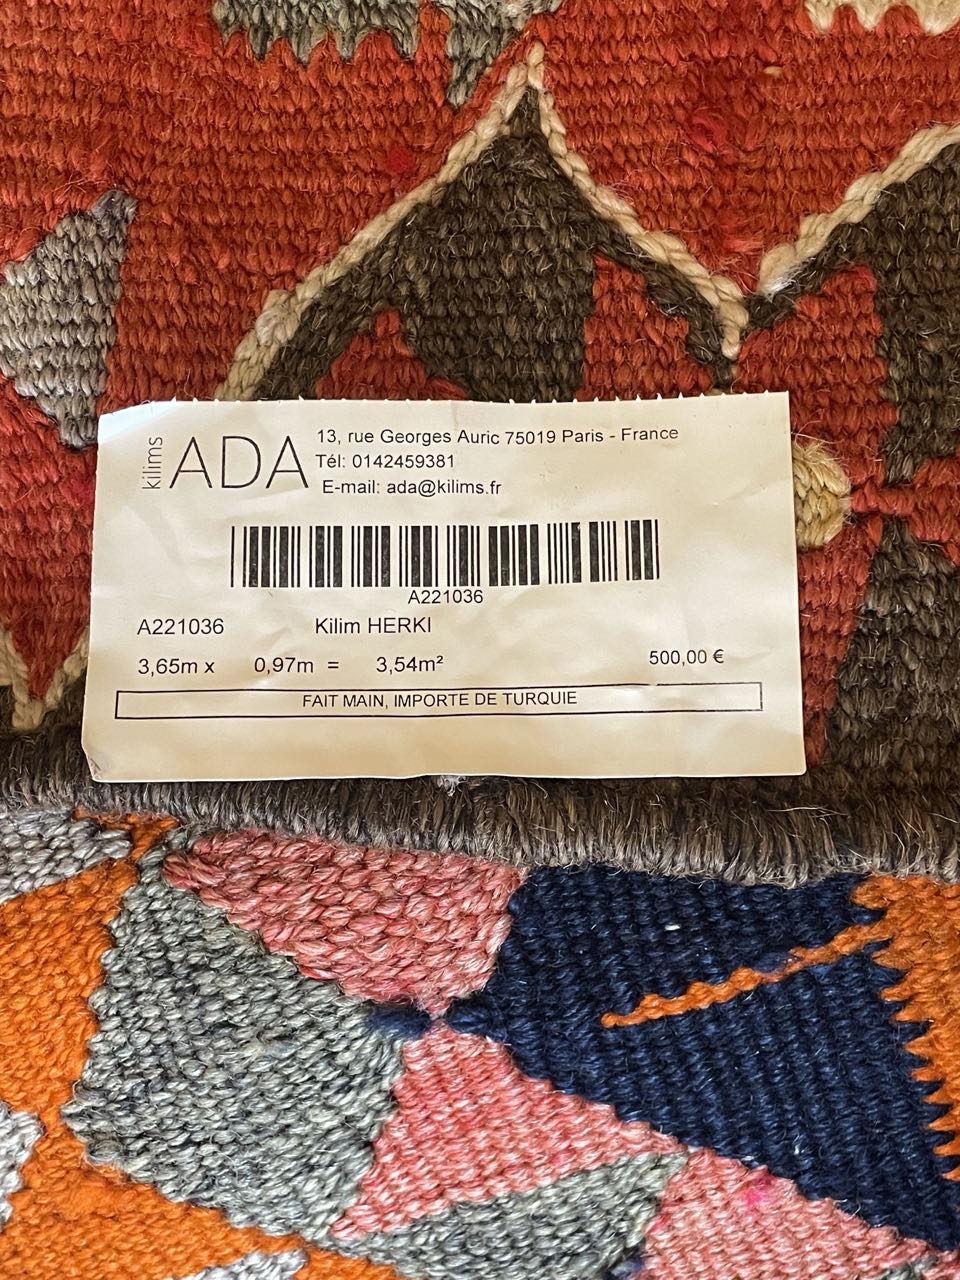 kilims ADA
13, rue Georges Auric 75019 Paris - France
Tél: 0142459381
E-mail: ada@kilims.fr
A221036
A221036 Kilim HERKI
3,65m x 0,97m = 3,54m² 500,00 €
FAIT MAIN, IMPORTE DE TURQUIE